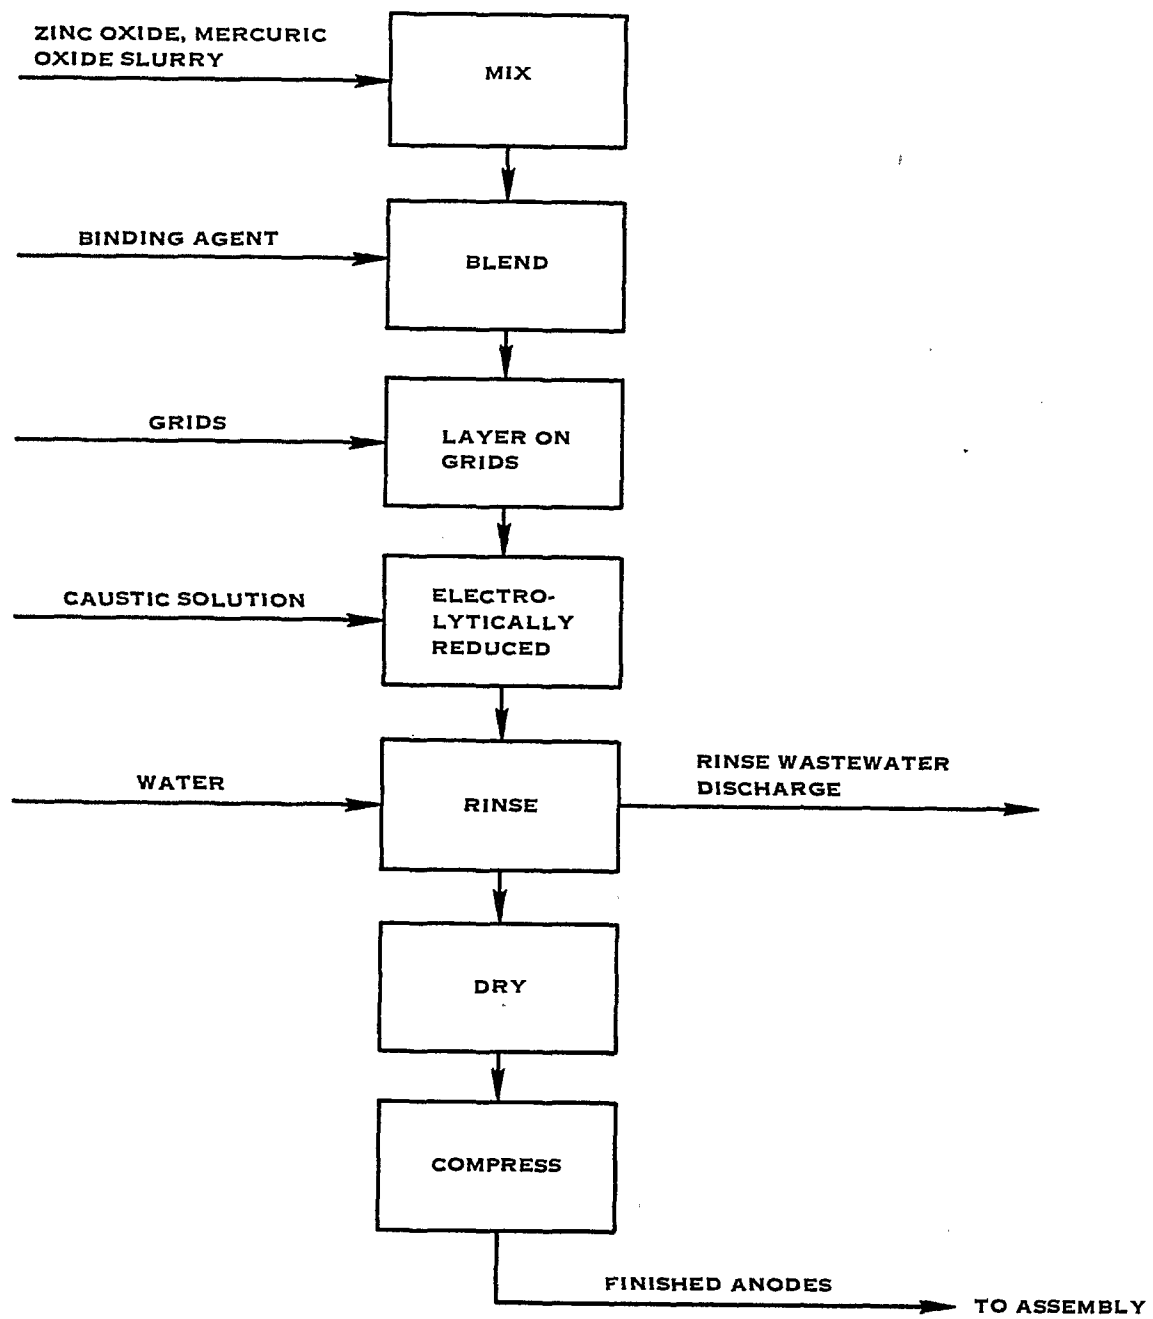 ZINC OXIDE, MERCURIC
OXIDE SLURRY
MIX
BINDING AGENT
BLEND
GRIDS
LAYER ON
GRIDS
CAUSTIC SOLUTION
ELECTRO-
LYTICALLY
REDUCED
WATER
RINSE
RINSE WASTEWATER
DISCHARGE
DRY
COMPRESS
FINISHED ANODES
TO ASSEMBLY